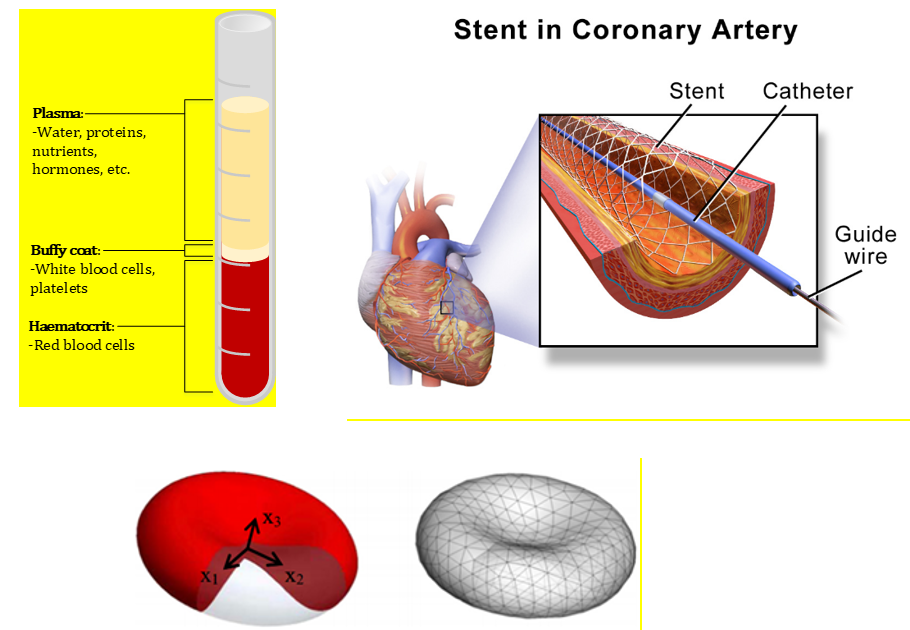 Stent in Coronary Artery
Plasma:
-Water, proteins,
nutrients,
hormones, etc.
Buffy coat:
-White blood cells,
platelets
Haematocrit:
-Red blood cells
Stent
Catheter
Guide
wire
x3
x1
x2